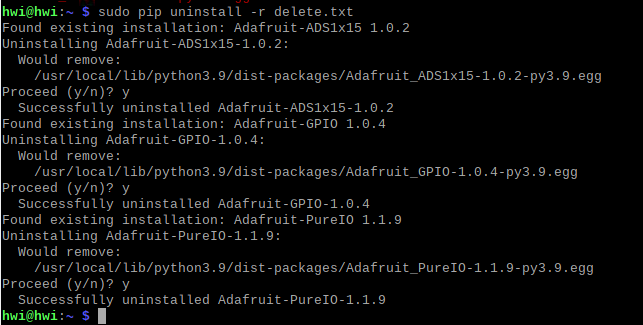 hwi@hwi:~ $ sudo pip uninstall -r delete.txt
Found existing installation: Adafruit-ADS1x15 1.0.2
Uninstalling Adafruit-ADS1x15-1.0.2:
  Would remove:
    /usr/local/lib/python3.9/dist-packages/Adafruit_ADS1x15-1.0.2-py3.9.egg
Proceed (y/n)? y
  Successfully uninstalled Adafruit-ADS1x15-1.0.2
Found existing installation: Adafruit-GPIO 1.0.4
Uninstalling Adafruit-GPIO-1.0.4:
  Would remove:
    /usr/local/lib/python3.9/dist-packages/Adafruit_GPIO-1.0.4-py3.9.egg
Proceed (y/n)? y
  Successfully uninstalled Adafruit-GPIO-1.0.4
Found existing installation: Adafruit-PureIO 1.1.9
Uninstalling Adafruit-PureIO-1.1.9:
  Would remove:
    /usr/local/lib/python3.9/dist-packages/Adafruit_PureIO-1.1.9-py3.9.egg
Proceed (y/n)? y
  Successfully uninstalled Adafruit-PureIO-1.1.9
hwi@hwi:~ $